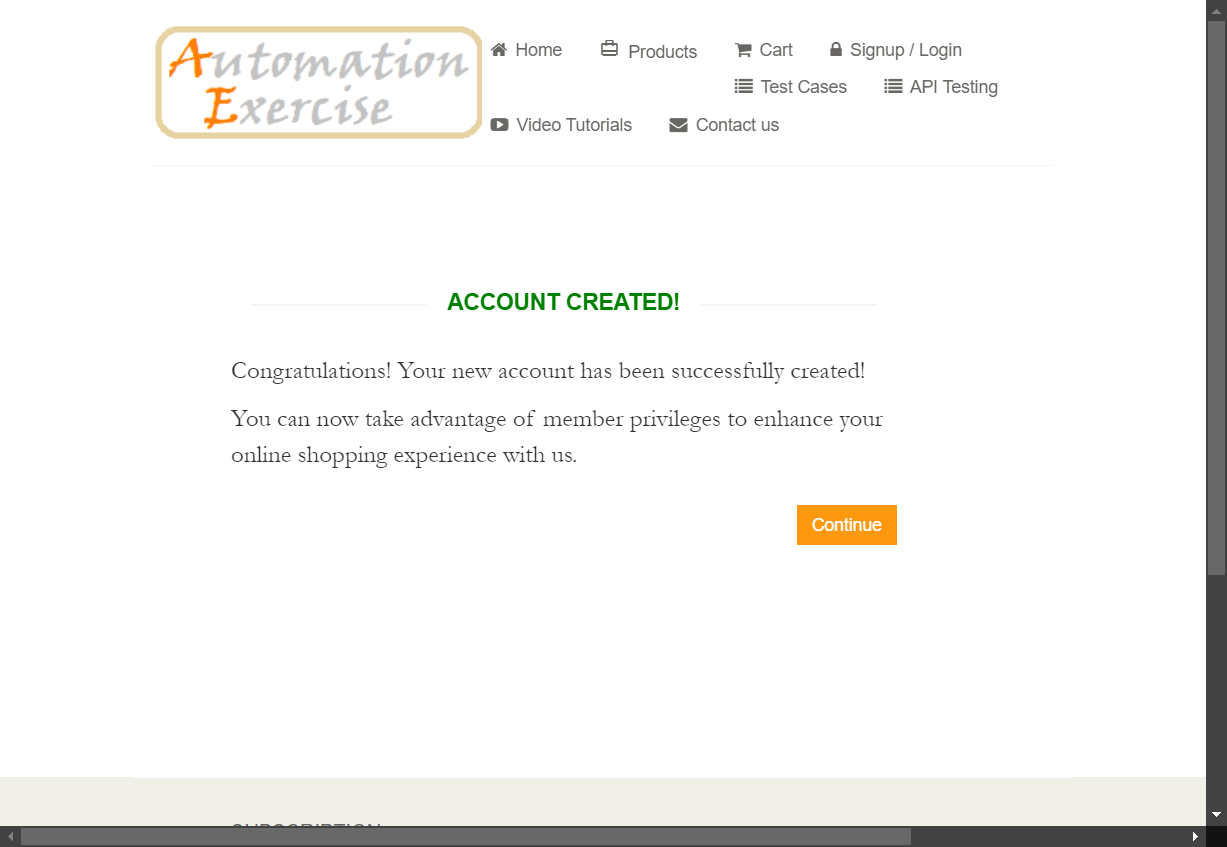 Automation
Exercise
Home
Products
Cart
Signup / Login
Test Cases
API Testing
Video Tutorials
Contact us
ACCOUNT CREATED!
Congratulations! Your new account has been successfully created!
You can now take advantage of member privileges to enhance your
online shopping experience with us.
Continue
SUBSCRIPTION